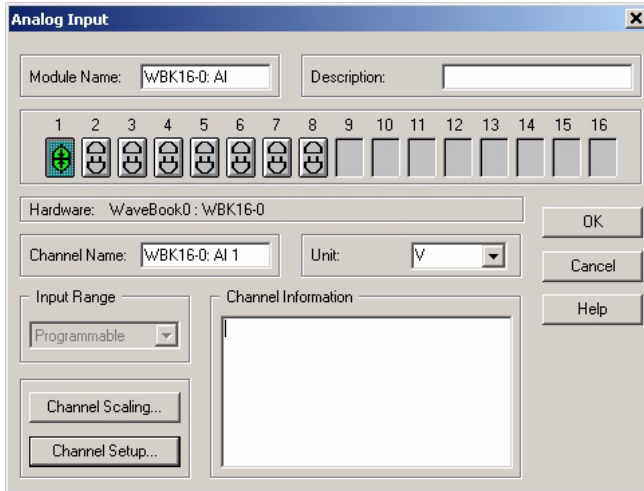 Analog Input
Module Name: WBK16-0: AI Description:
1 2 3 4 5 6 7 8 9 10 11 12 13 14 15 16
Hardware: WaveBook0 : WBK16-0
OK
Channel Name: WBK16-0: AI 1 Unit: V
Cancel
Input Range
Channel Information
Help
Programmable
Channel Scaling...
Channel Setup...